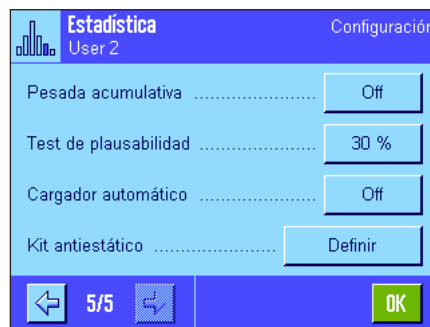 Estadística
Configuración
User 2
Pesada acumulativa ...................... Off
Test de plausabilidad ..................... 30 %
Cargador automático ..................... Off
Kit antiestático ...................... Definir
5/5
OK